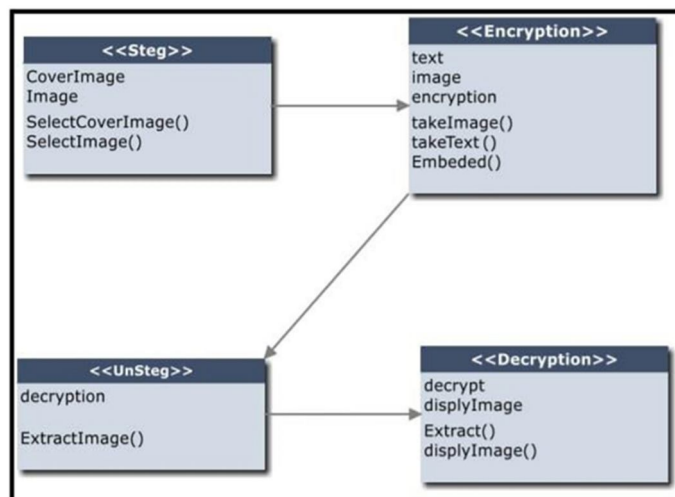 <<Steg>>
CoverImage
Image
SelectCoverImage()
SelectImage()
<<Encryption>>
text
image
encryption
takeImage()
takeText()
Embeded()
<<UnSteg>>
decryption
ExtractImage()
<<Decryption>>
decrypt
displyImage
Extract()
displyImage()